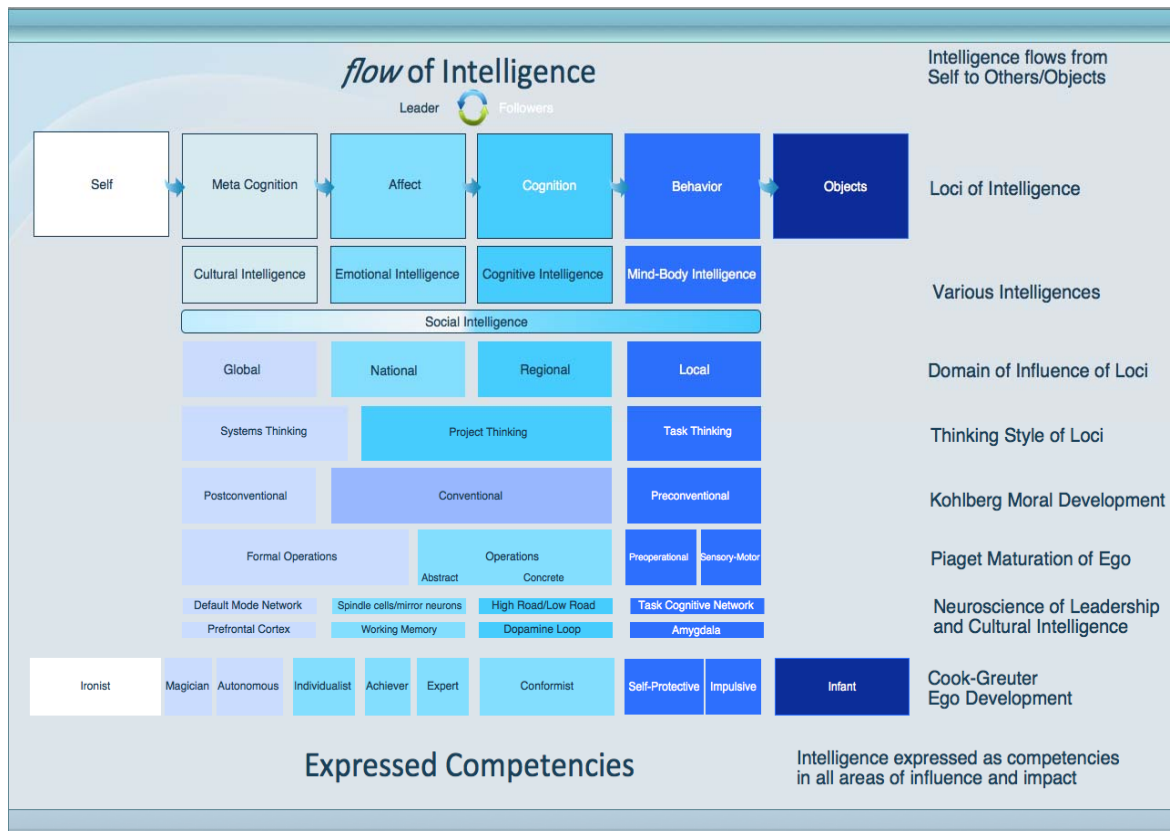 flow of Intelligence
Intelligence flows from
Self to Others/Objects
Leader Followers
Self Meta Cognition Affect Cognition Behavior Objects Loci of Intelligence
Cultural Intelligence Emotional Intelligence Cognitive Intelligence Mind-Body Intelligence
Various Intelligences
Social Intelligence
Global National Regional Local Domain of Influence of Loci
Systems Thinking Project Thinking Task Thinking Thinking Style of Loci
Postconventional Conventional Preconventional Kohlberg Moral Development
Formal Operations Operations Preoperational Sensory-Motor Piaget Maturation of Ego
Abstract Concrete
Default Mode Network Spindle cells/mirror neurons High Road/Low Road Task Cognitive Network
Neuroscience of Leadership
and Cultural Intelligence
Prefrontal Cortex Working Memory Dopamine Loop Amygdala
Ironist Magician Autonomous Individualist Achiever Expert Conformist Self-Protective Impulsive Infant
Cook-Greuter
Ego Development
Expressed Competencies
Intelligence expressed as competencies
in all areas of influence and impact